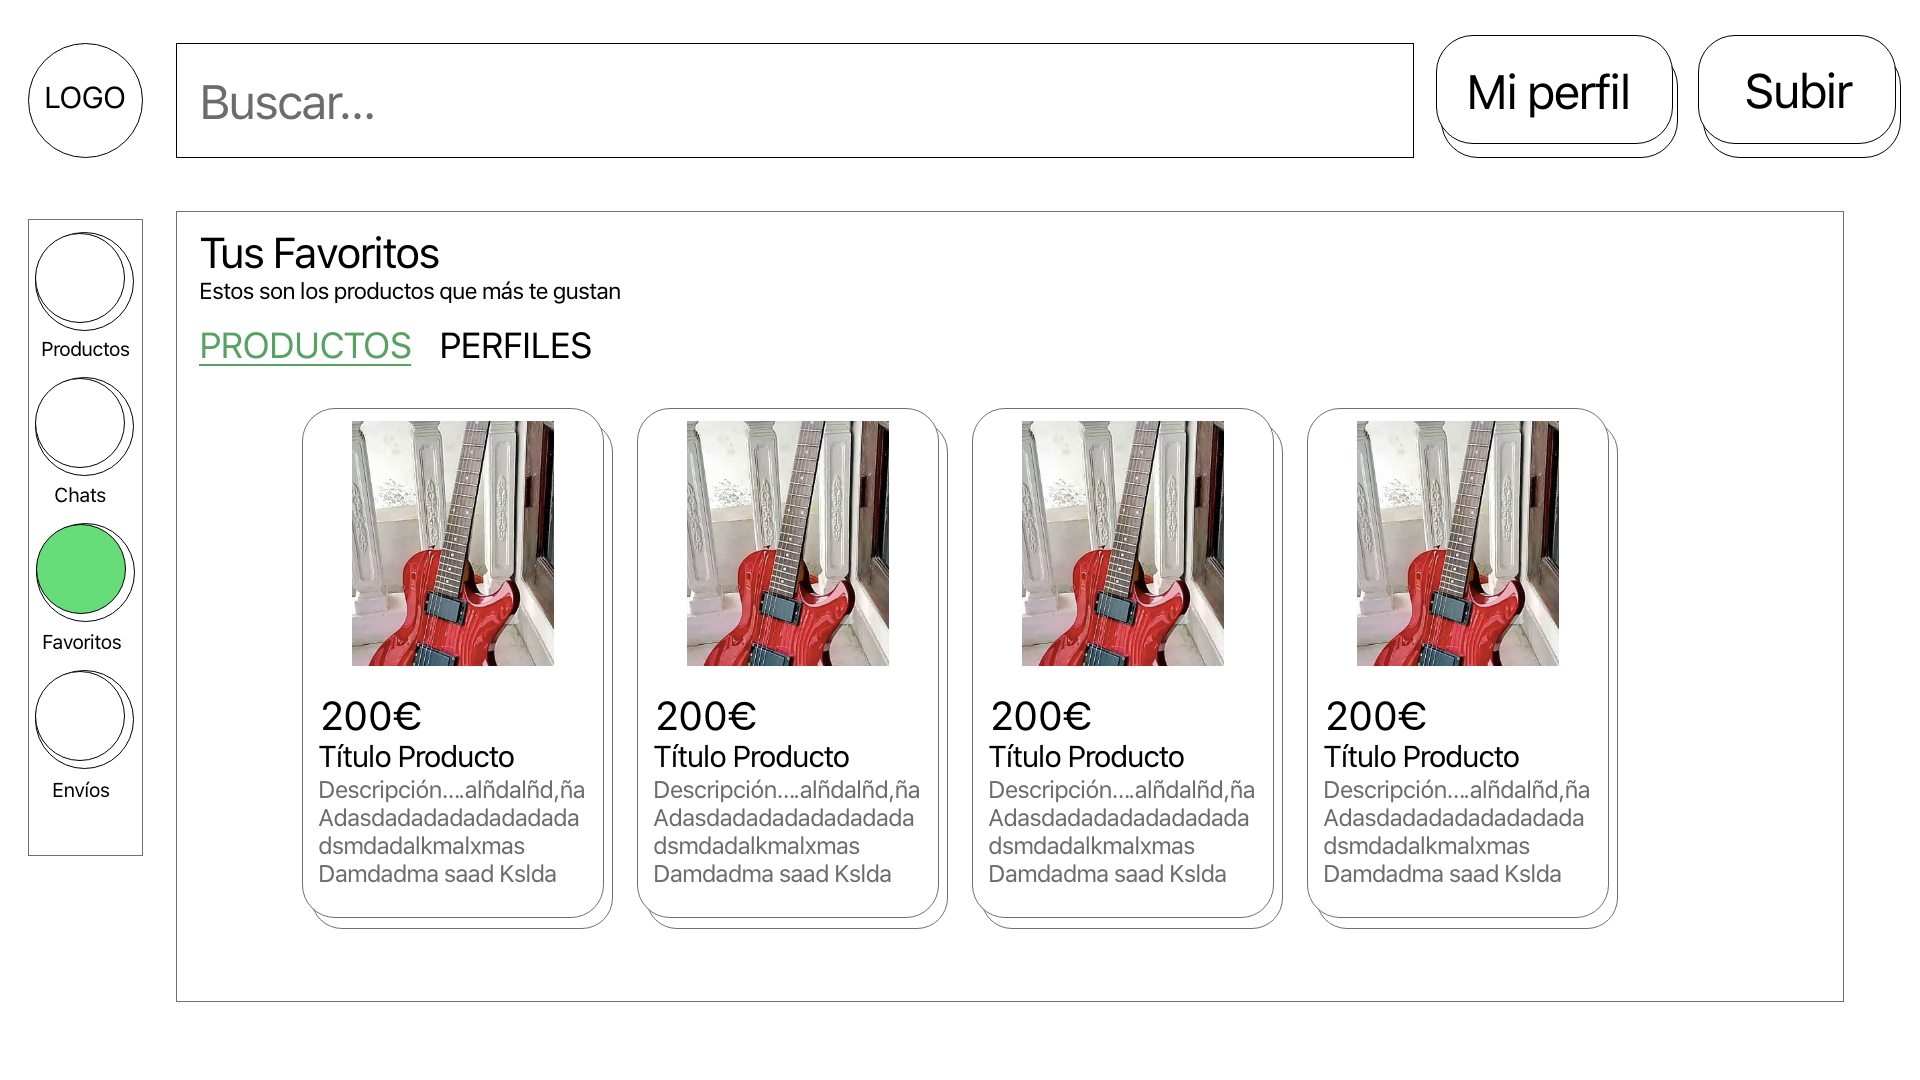 LOGO
Buscar...
Mi perfil
Subir
Productos
Chats
Favoritos
Envíos
Tus Favoritos
Estos son los productos que más te gustan
PRODUCTOS PERFILES
200€
Título Producto
Descripción....alñdalñd,ña
Adasdadadadadadadada
dsmdadalkmalxmas
Damdadma saad Kslda
200€
Título Producto
Descripción....alñdalñd,ña
Adasdadadadadadadada
dsmdadalkmalxmas
Damdadma saad Kslda
200€
Título Producto
Descripción....alñdalñd,ña
Adasdadadadadadadada
dsmdadalkmalxmas
Damdadma saad Kslda
200€
Título Producto
Descripción....alñdalñd,ña
Adasdadadadadadadada
dsmdadalkmalxmas
Damdadma saad Kslda